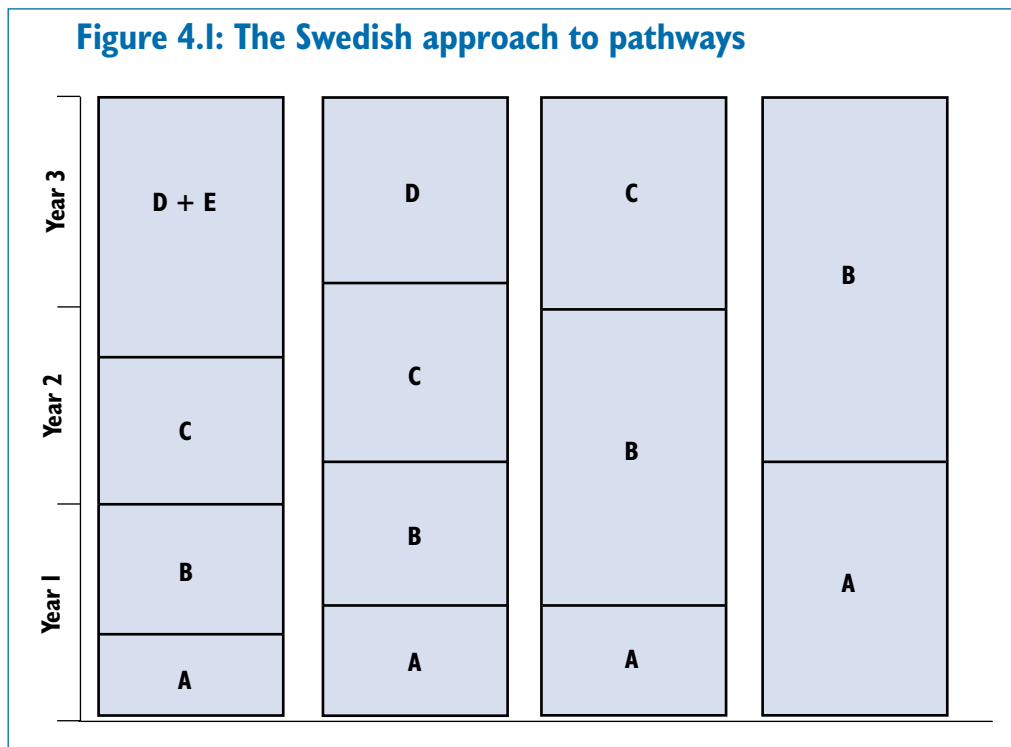 Figure 4.1: The Swedish approach to pathways
Year 3
Year 2
Year 1
D + E
C
B
A
D
C
B
A
C
B
A
B
A